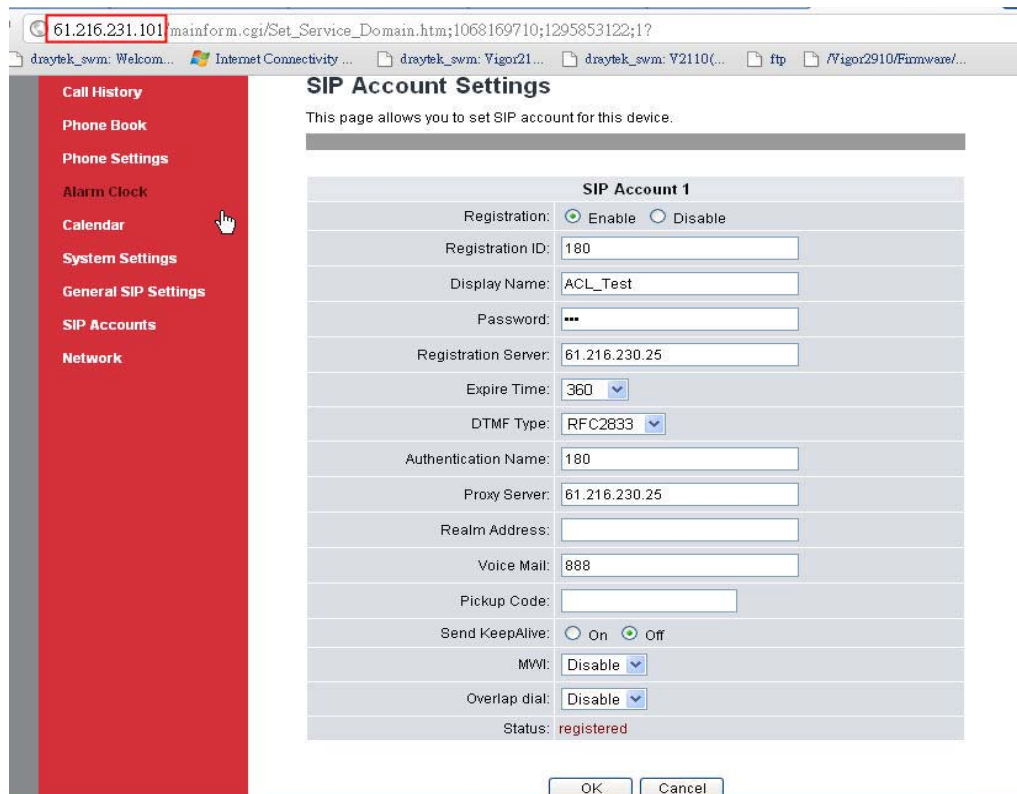 61.216.231.101/mainform.cgi/Set_Service_Domain.htm;1068169710;1295853122;1?
draytek_swm: Welcom... Internet Connectivity ... draytek_swm: Vigor21... draytek_swm: V2110(... ftp /Vigor2910/Firmware/...
Call History
Phone Book
Phone Settings
Alarm Clock
Calendar
System Settings
General SIP Settings
SIP Accounts
Network
SIP Account Settings
This page allows you to set SIP account for this device.
SIP Account 1
Registration: Enable Disable
Registration ID: 180
Display Name: ACL_Test
Password: •••
Registration Server: 61.216.230.25
Expire Time: 360
DTMF Type: RFC2833
Authentication Name: 180
Proxy Server: 61.216.230.25
Realm Address:
Voice Mail: 888
Pickup Code:
Send KeepAlive: On Off
MWI: Disable
Overlap dial: Disable
Status: registered
OK Cancel